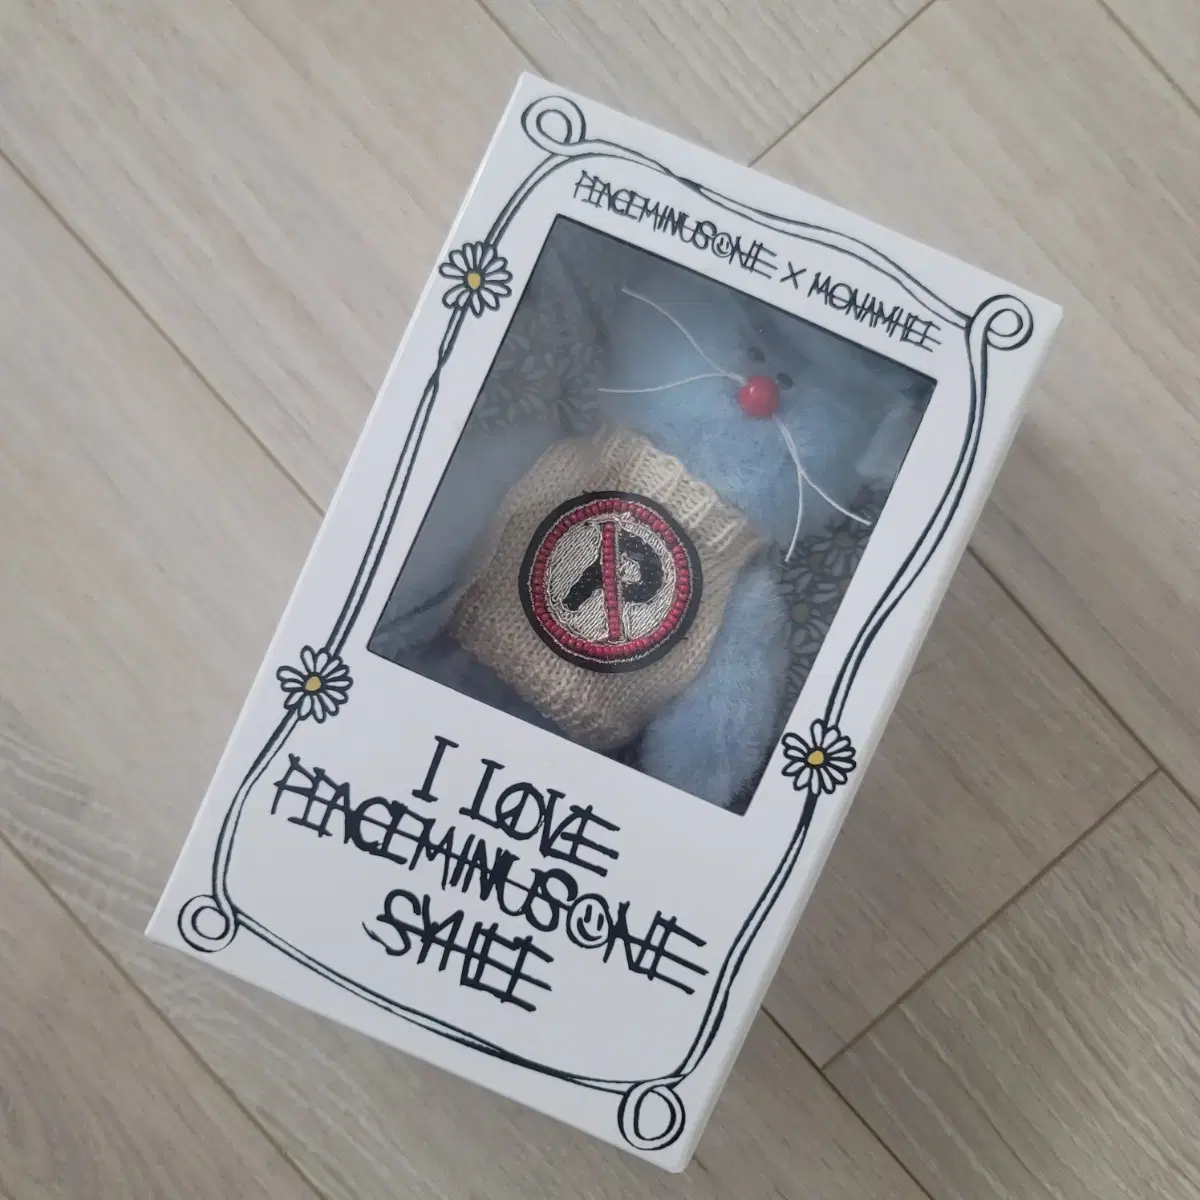 PEACEMINUSONE X MONAMHEE
P
I LOVE
PEACEMINUSONE
SYHEE